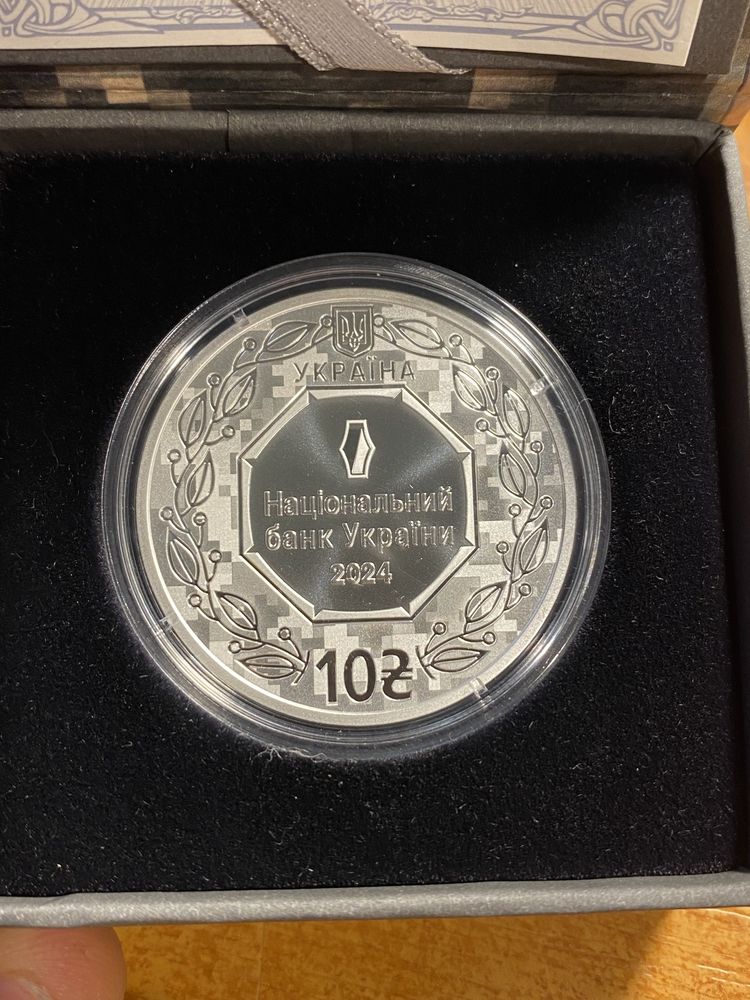 УКРАЇНА
Національний
банк України
2024
10₴